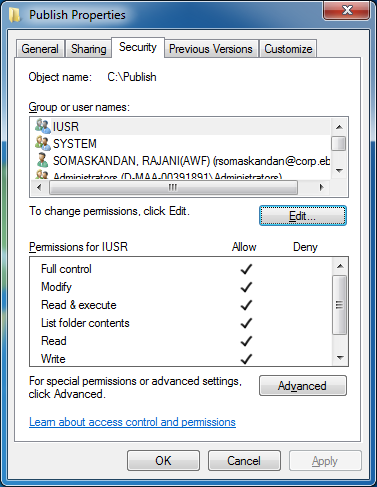 Publish Properties
General Sharing Security Previous Versions Customize
Object name: C:\Publish
Group or user names:
IUSR
SYSTEM
SOMASKANDAN, RAJANI(AWF) (rsomaskandan@corp.eb
Administrators (D-MAA-00391891\Administrators)
To change permissions, click Edit.
Edit...
Permissions for IUSR Allow Deny
Full control
Modify
Read & execute
List folder contents
Read
Write
For special permissions or advanced settings,
click Advanced.
Advanced
Learn about access control and permissions
OK Cancel Apply